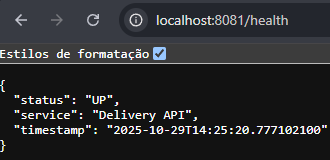 localhost:8081/health
Estilos de formatação
{
  "status": "UP",
  "service": "Delivery API",
  "timestamp": "2025-10-29T14:25:20.777102100"
}